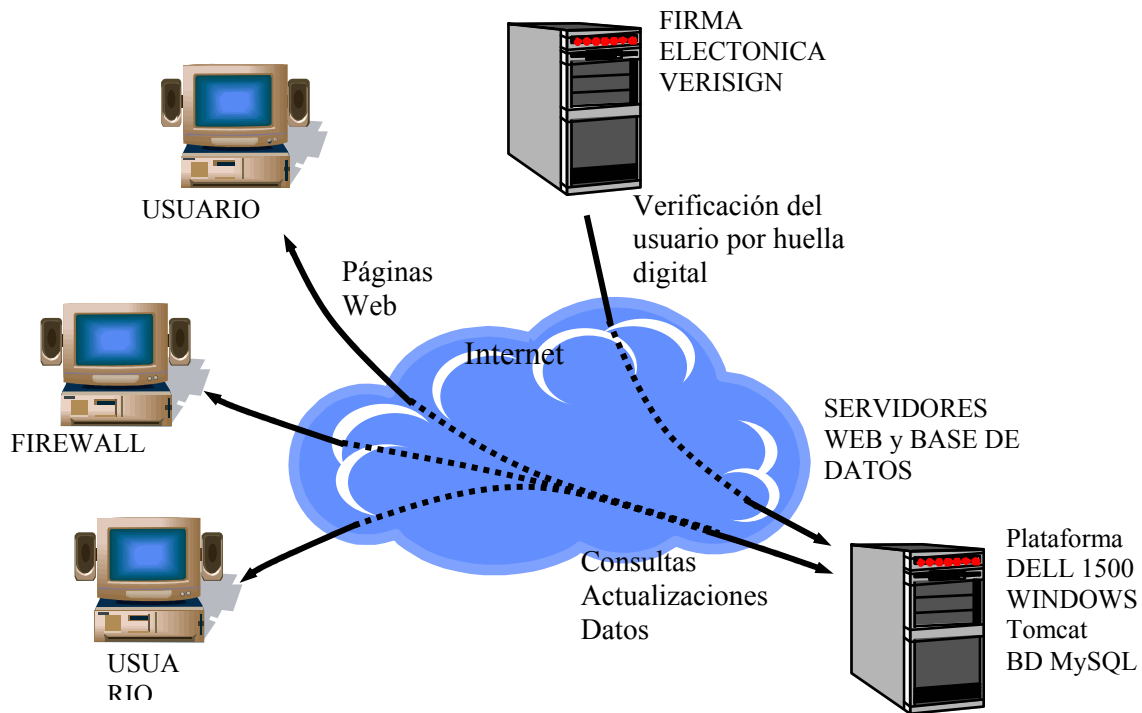 FIRMA
ELECTONICA
VERISIGN
USUARIO
Verificación del
usuario por huella
digital
Páginas
Web
Internet
FIREWALL
SERVIDORES
WEB y BASE DE
DATOS
Consultas
Actualizaciones
Datos
Plataforma
DELL 1500
WINDOWS
Tomcat
BD MySQL
USUA
RIO